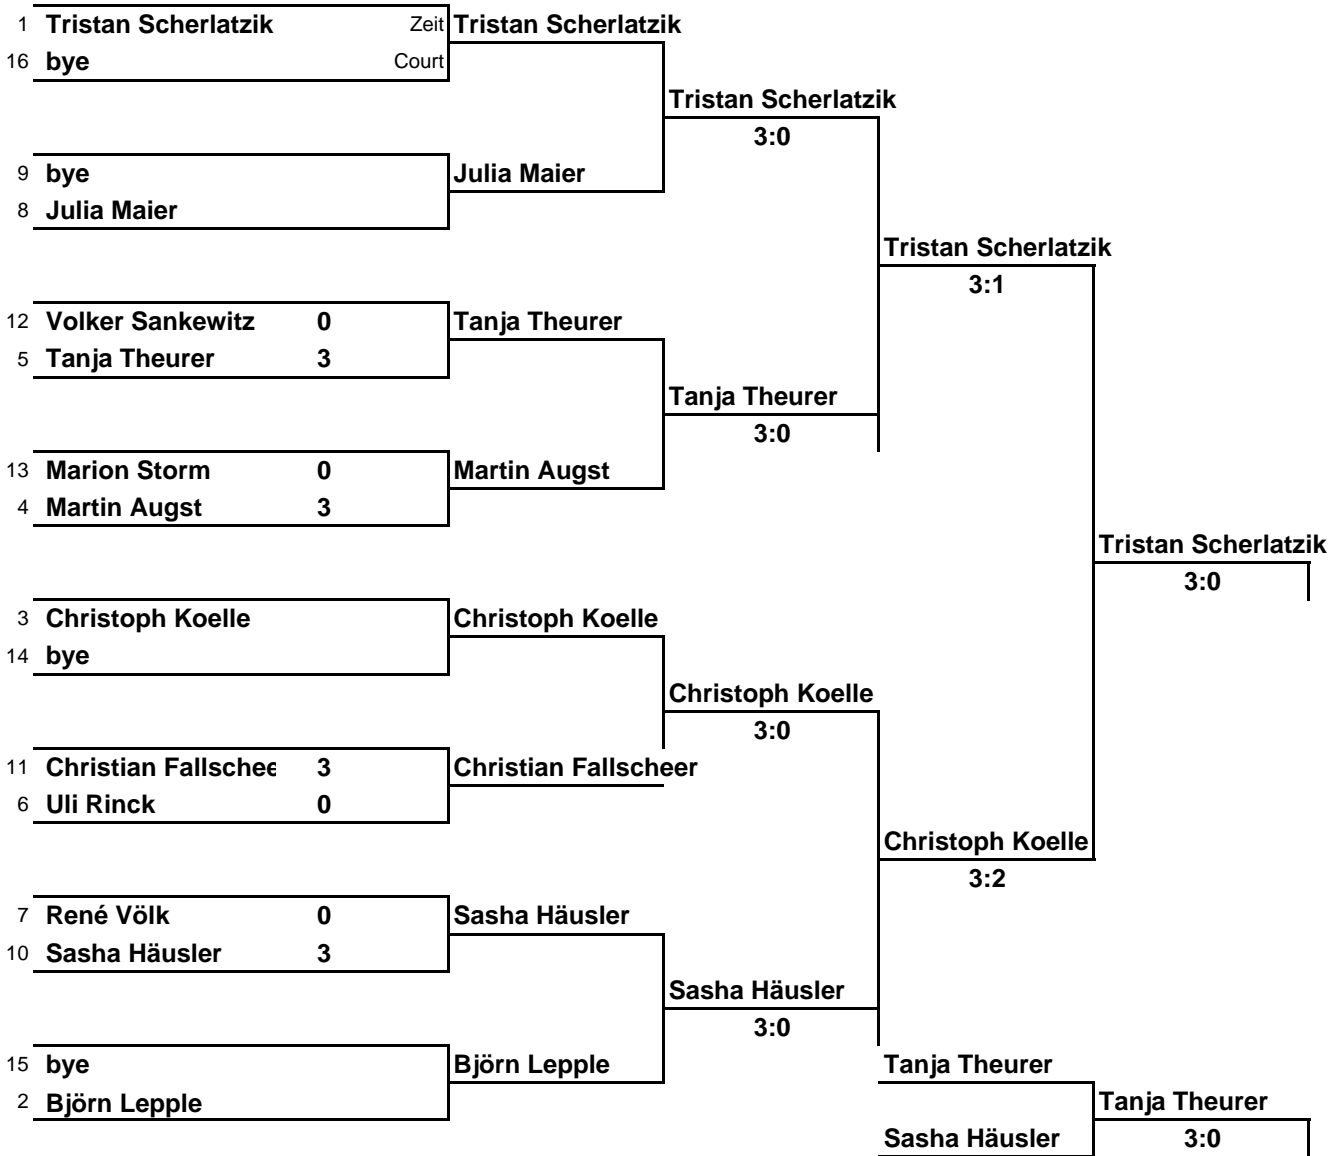 1 Tristan Scherlatzik Zeit Tristan Scherlatzik
16 bye Court
Tristan Scherlatzik
3:0
9 bye Julia Maier
8 Julia Maier
Tristan Scherlatzik
3:1
12 Volker Sankewitz 0 Tanja Theurer
5 Tanja Theurer 3
Tanja Theurer
3:0
13 Marion Storm 0 Martin Augst
4 Martin Augst 3
Tristan Scherlatzik
3:0
3 Christoph Koelle Christoph Koelle
14 bye
Christoph Koelle
3:0
11 Christian Fallschee 3 Christian Fallscheer
6 Uli Rinck 0
Christoph Koelle
3:2
7 René Völk 0 Sasha Häusler
10 Sasha Häusler 3
Sasha Häusler
3:0
15 bye Björn Lepple Tanja Theurer
2 Björn Lepple Tanja Theurer
Sasha Häusler 3:0